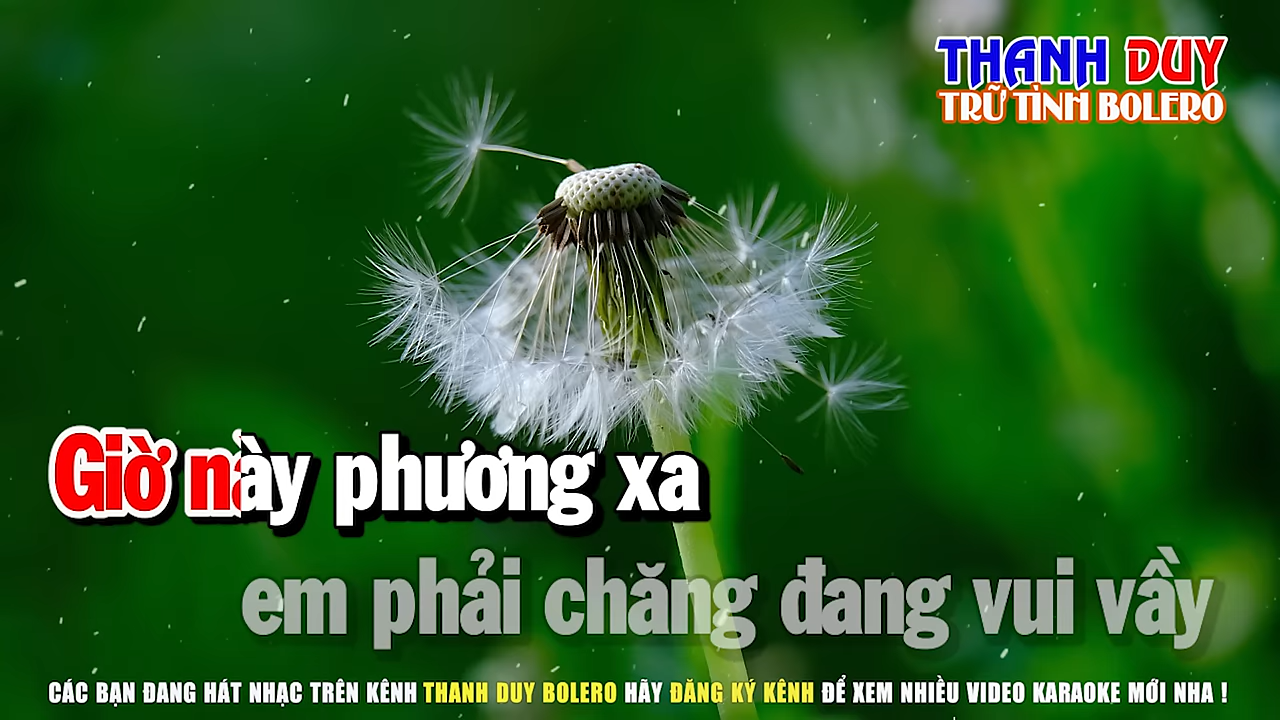 THANH DUY
TRỮ TÌNH BOLERO
Giờ này phương xa
em phải chăng đang vui vầy
CÁC BẠN ĐANG HÁT NHẠC TRÊN KÊNH THANH DUY BOLERO HÃY ĐĂNG KÝ KÊNH ĐỂ XEM NHIỀU VIDEO KARAOKE MỚI NHA !